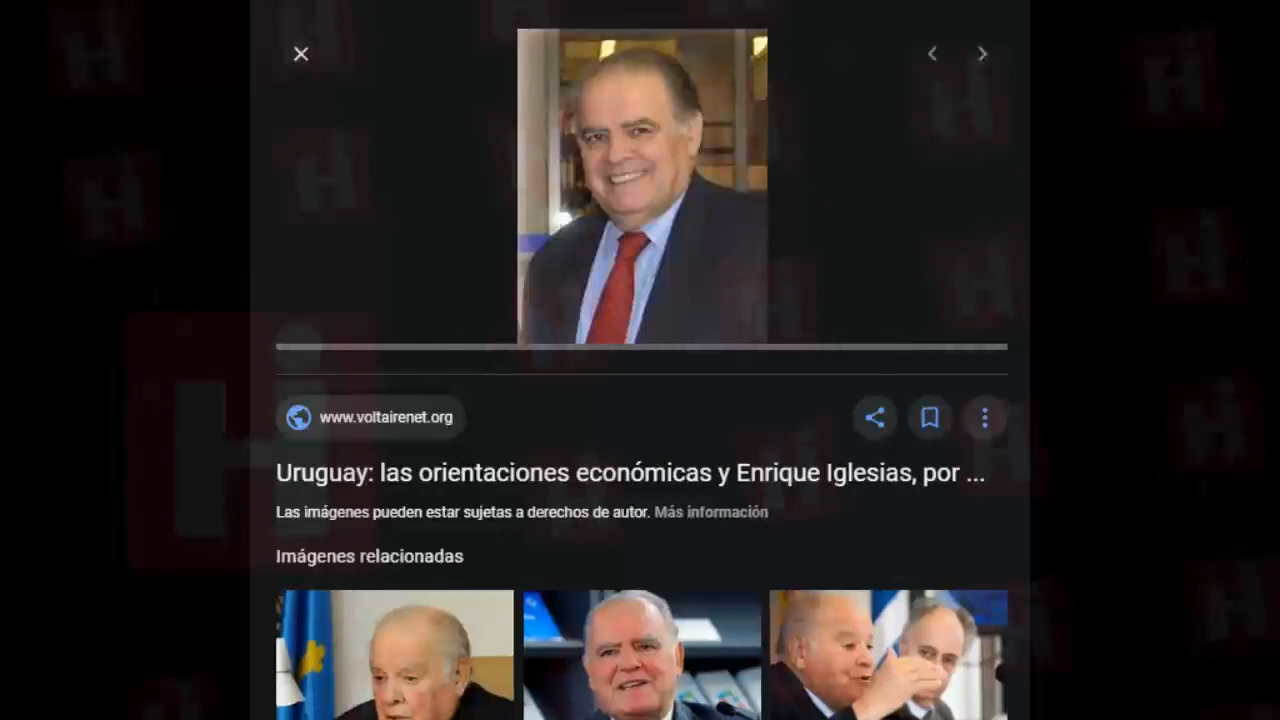 www.voltairenet.org
Uruguay: las orientaciones económicas y Enrique Iglesias, por ...
Las imágenes pueden estar sujetas a derechos de autor. Más información
Imágenes relacionadas